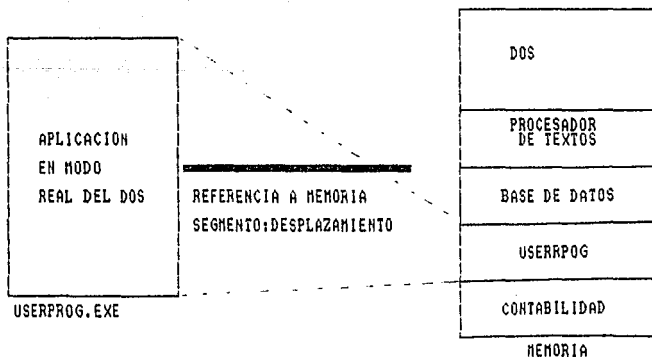 DOS
APLICACION
EN MODO
REAL DEL DOS
USERPROG.EXE
REFERENCIA A MEMORIA
SEGMENTO:DESPLAZAMIENTO
PROCESADOR
DE TEXTOS
BASE DE DATOS
USERRPOG
CONTABILIDAD
MEMORIA